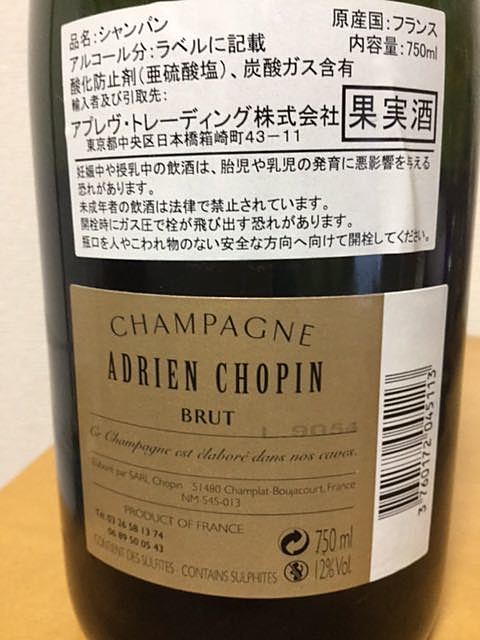 品名:シャンパン
原産国:フランス
アルコール分:ラベルに記載
内容量:750ml
酸化防止剤(亜硫酸塩)、炭酸ガス含有
輸入者及び引取先:
アブレヴ・トレーディング株式会社
東京都中央区日本橋箱崎町43-11
果実酒
妊娠中や授乳中の飲酒は、胎児や乳児の発育に悪影響を与える
恐れがあります。
未成年者の飲酒は法律で禁止されています。
開栓時にガス圧で栓が飛び出す恐れがあります。
瓶口を人やこわれ物のない安全な方向へ向けて開栓してください。
CHAMPAGNE
ADRIEN CHOPIN
BRUT
L 9054
Ce Champagne est élaboré dans nos caves.
Elaboré par SARL Chopin 51480 Champlat-Boujacourt, France
NM-545-013
PRODUCT OF FRANCE
Tél. 03 26 58 13 74
06 89 50 05 43
CONTIENT DES SULFITES - CONTAINS SULPHITES
750 ml
12% Vol.
3 760172 045113